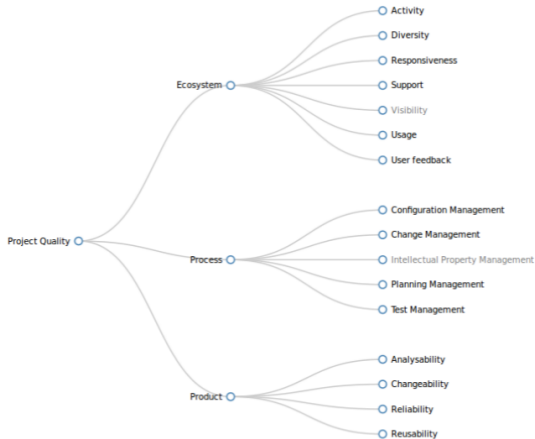 Project Quality
Ecosystem
Activity
Diversity
Responsiveness
Support
Visibility
Usage
User feedback
Process
Configuration Management
Change Management
Intellectual Property Management
Planning Management
Test Management
Product
Analysability
Changeability
Reliability
Reusability